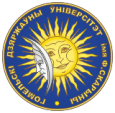 ГОМЕЛЬСКІ ДЗЯРЖАЎНЫ УНІВЕРСІТЭТ ІМЯ Ф.СКАРЫНЫ